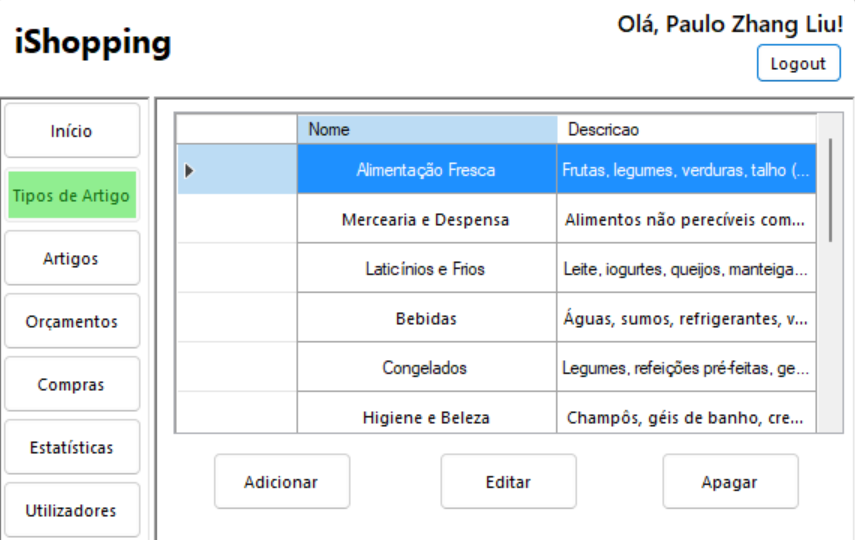 iShopping
Olá, Paulo Zhang Liu!
Logout
Início
Tipos de Artigo
Artigos
Orçamentos
Compras
Estatísticas
Utilizadores
Nome Descricao
Alimentação Fresca Frutas, legumes, verduras, talho (...
Mercearia e Despensa Alimentos não perecíveis com...
Laticínios e Frios Leite, iogurtes, queijos, manteiga...
Bebidas Águas, sumos, refrigerantes, v...
Congelados Legumes, refeições pré-feitas, ge...
Higiene e Beleza Champôs, géis de banho, cre...
Adicionar Editar Apagar